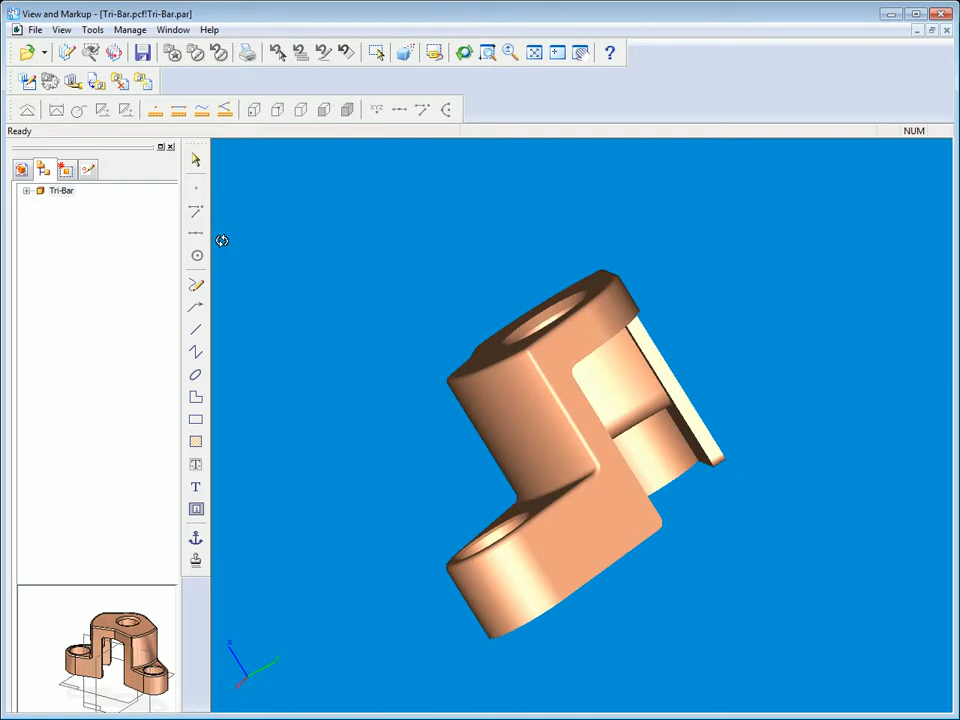 View and Markup - [Tri-Bar.pcf!Tri-Bar.par]
File View Tools Manage Window Help
XYZ
Ready NUM
Tri-Bar
T
T